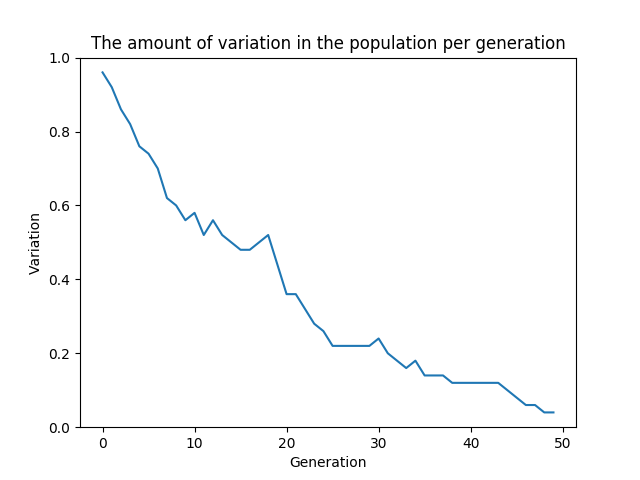 The amount of variation in the population per generation
1.0
0.8
0.6
0.4
0.2
0.0
Variation
0 10 20 30 40 50
Generation